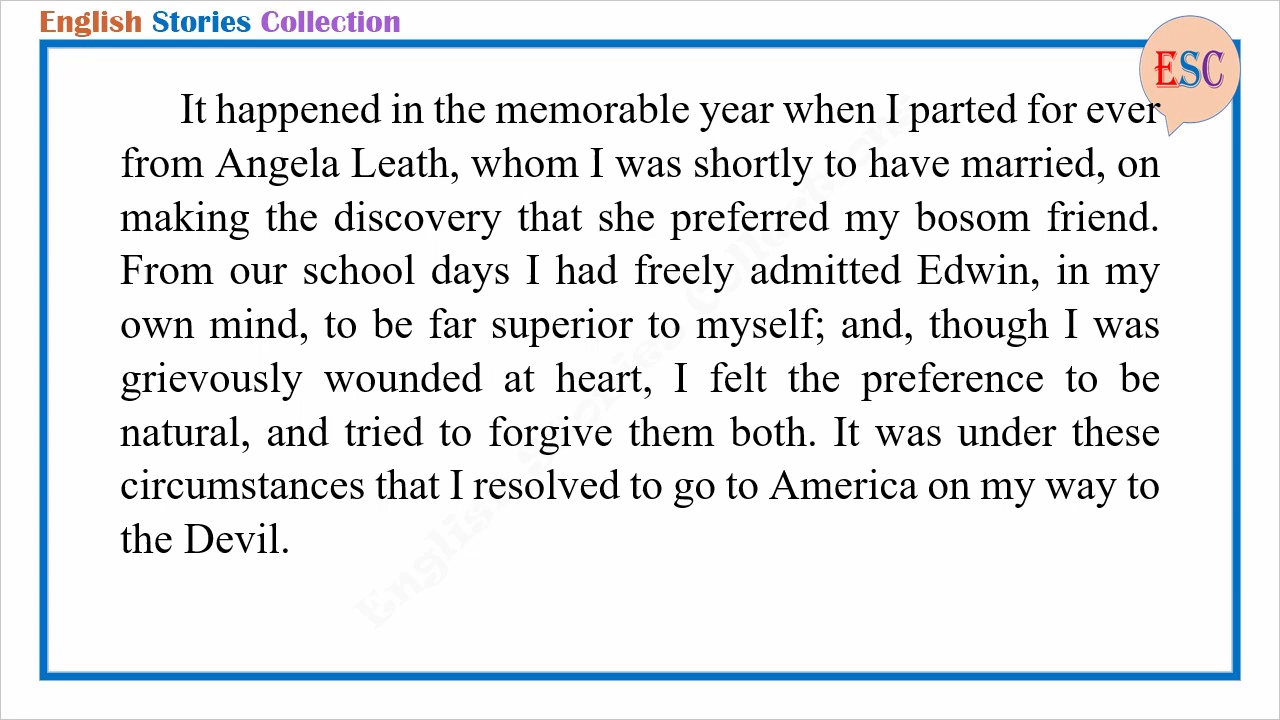 English Stories Collection
ESC
It happened in the memorable year when I parted for ever
from Angela Leath, whom I was shortly to have married, on
making the discovery that she preferred my bosom friend.
From our school days I had freely admitted Edwin, in my
own mind, to be far superior to myself; and, though I was
grievously wounded at heart, I felt the preference to be
natural, and tried to forgive them both. It was under these
circumstances that I resolved to go to America on my way to
the Devil.
English Stories Collections